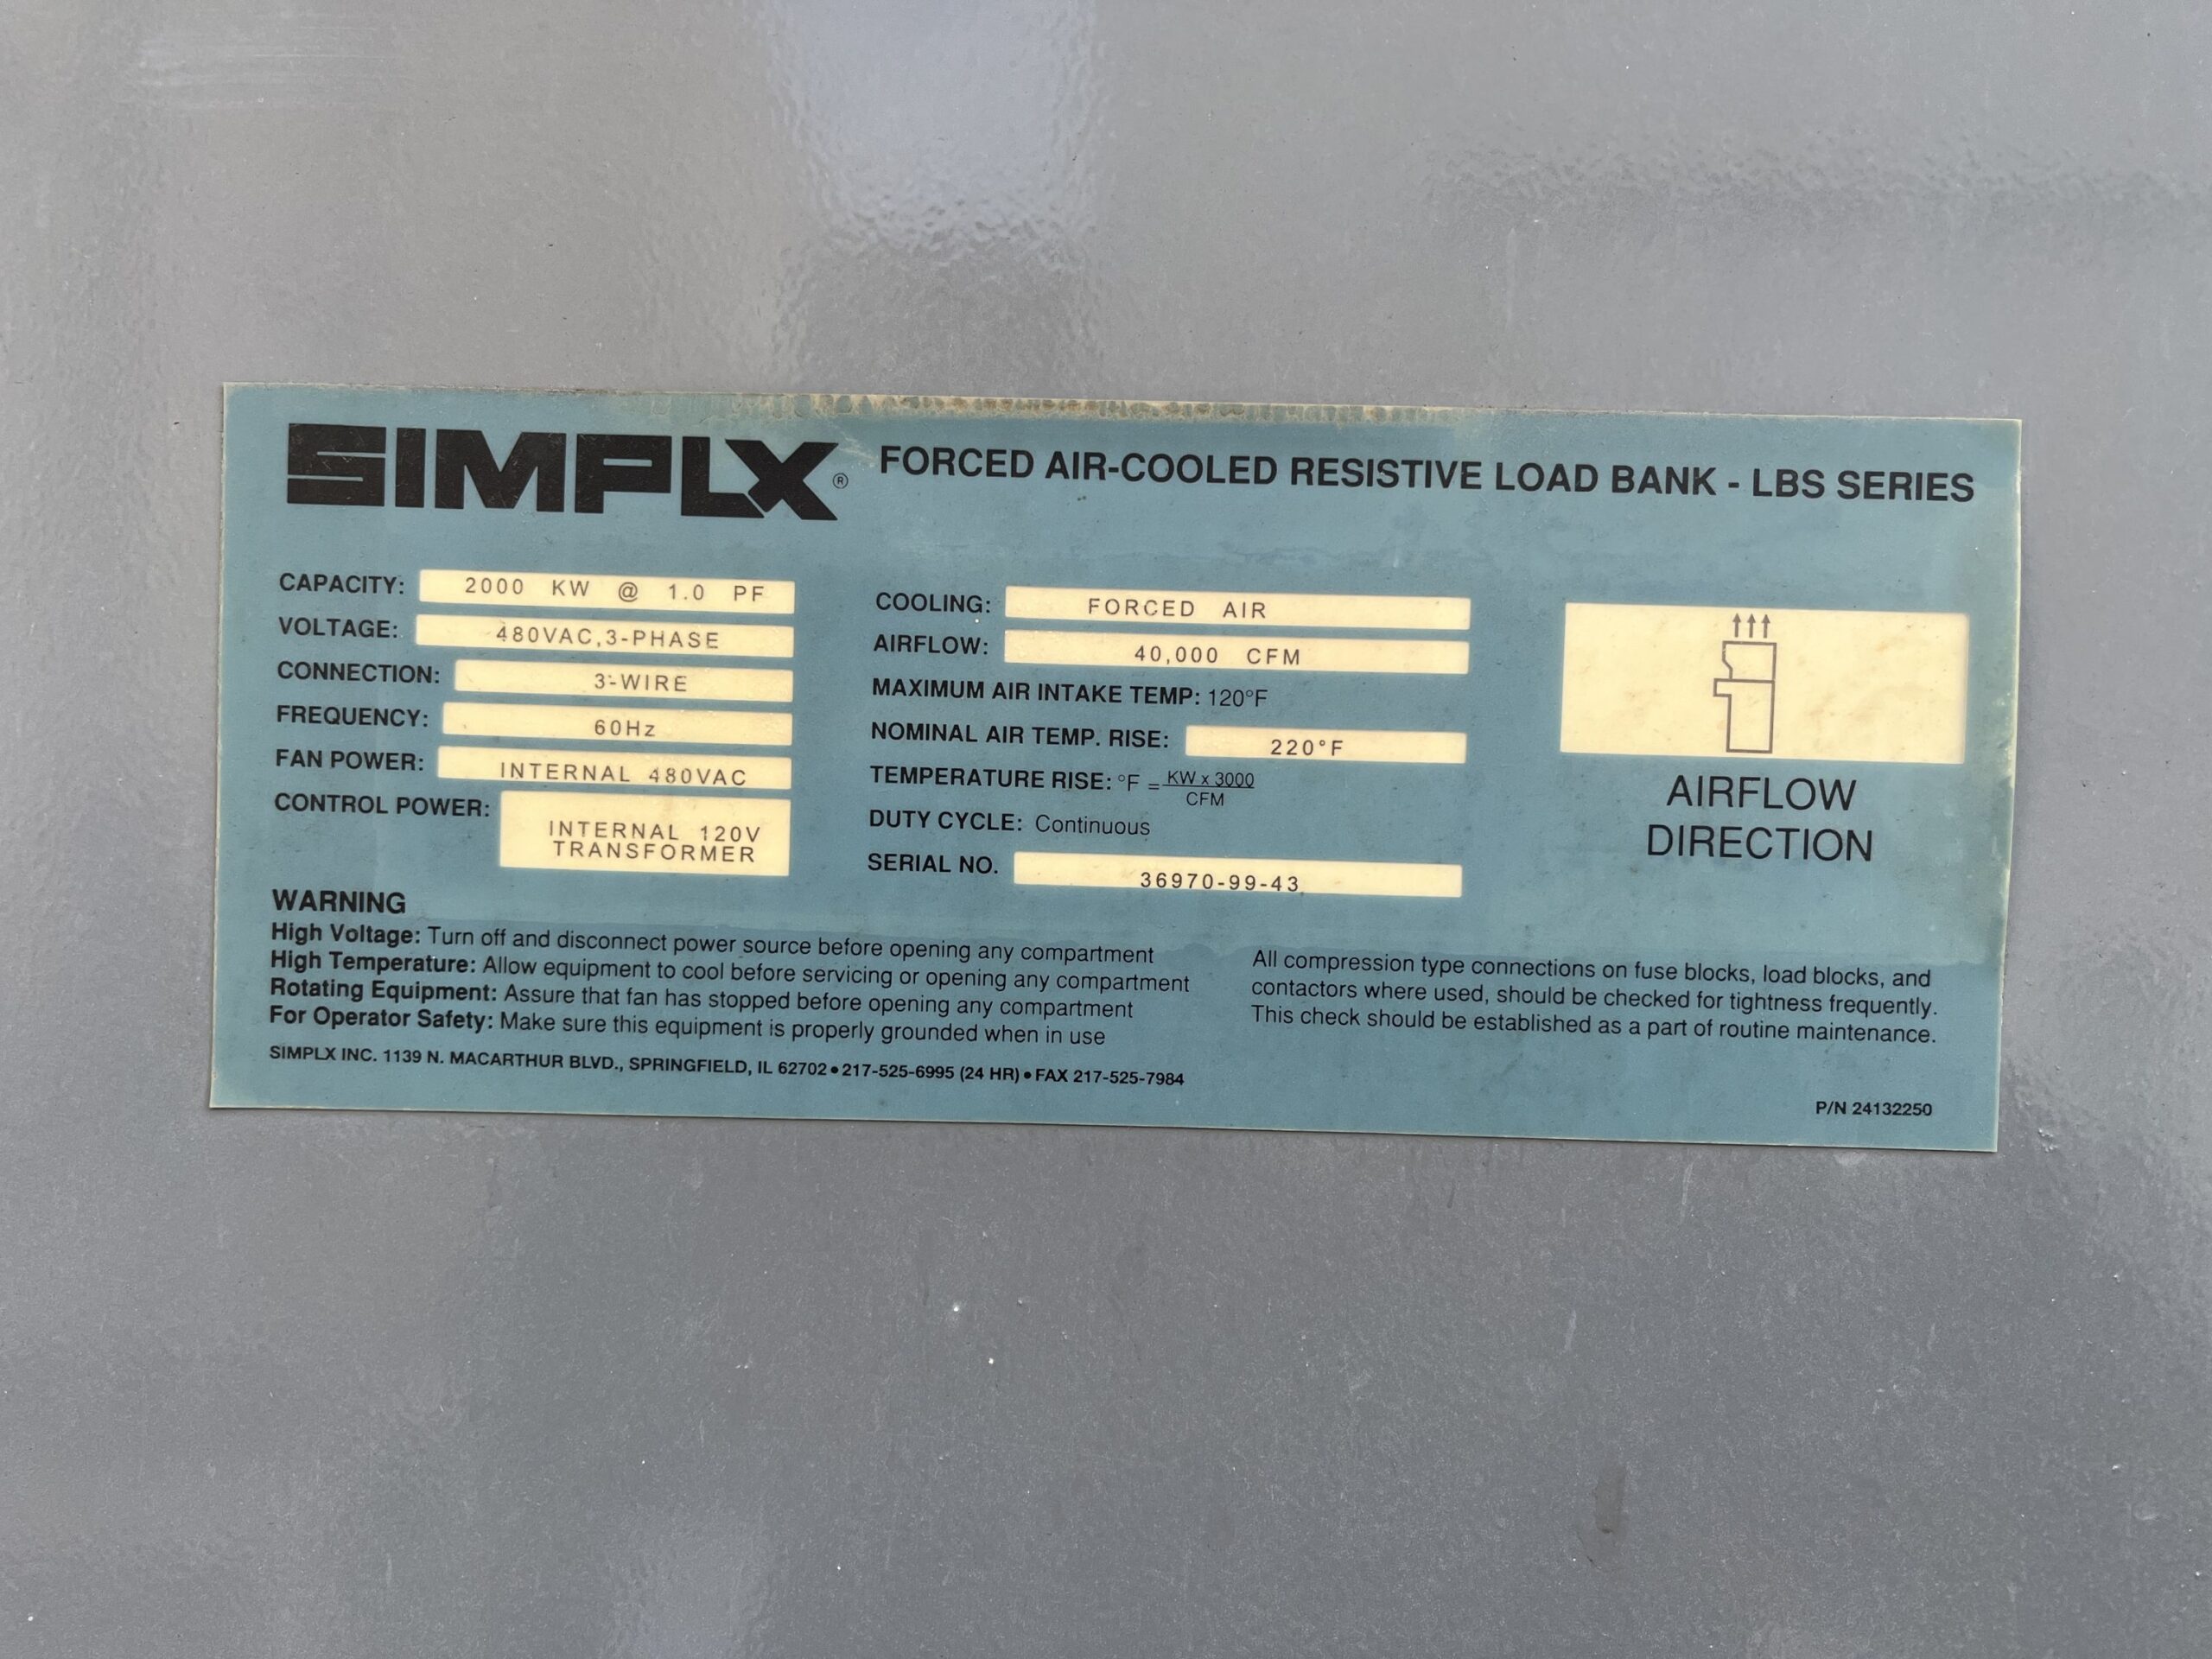 SIMPLX® FORCED AIR-COOLED RESISTIVE LOAD BANK - LBS SERIES
CAPACITY: 2000 KW @ 1.0 PF
VOLTAGE: 480VAC,3-PHASE
CONNECTION: 3-WIRE
FREQUENCY: 60Hz
FAN POWER: INTERNAL 480VAC
CONTROL POWER: INTERNAL 120V
TRANSFORMER
COOLING: FORCED AIR
AIRFLOW: 40,000 CFM
MAXIMUM AIR INTAKE TEMP: 120°F
NOMINAL AIR TEMP. RISE: 220°F
TEMPERATURE RISE: °F = KW x 3000
CFM
DUTY CYCLE: Continuous
SERIAL NO. 36970-99-43
AIRFLOW
DIRECTION
WARNING
High Voltage: Turn off and disconnect power source before opening any compartment
High Temperature: Allow equipment to cool before servicing or opening any compartment
Rotating Equipment: Assure that fan has stopped before opening any compartment
For Operator Safety: Make sure this equipment is properly grounded when in use
SIMPLX INC. 1139 N. MACARTHUR BLVD., SPRINGFIELD, IL 62702 • 217-525-6995 (24 HR) • FAX 217-525-7984
All compression type connections on fuse blocks, load blocks, and
contactors where used, should be checked for tightness frequently.
This check should be established as a part of routine maintenance.
P/N 24132250